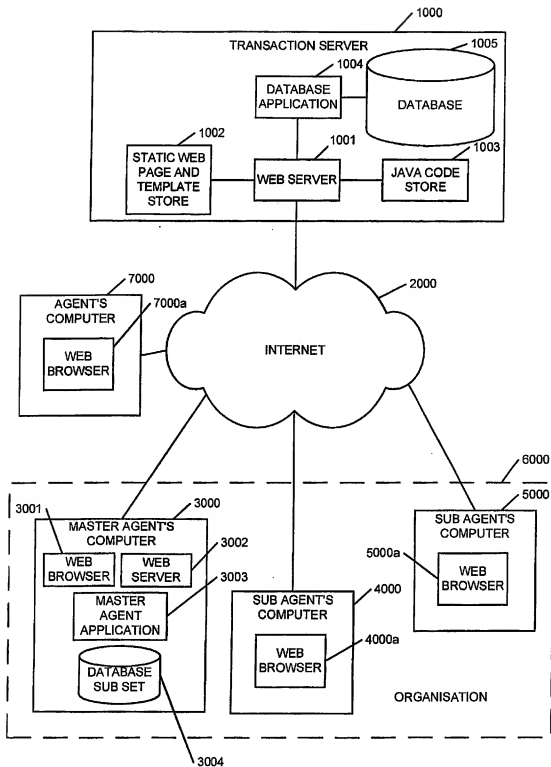 1000
TRANSACTION SERVER
1005
1004
DATABASE
APPLICATION
DATABASE
1002
STATIC WEB
PAGE AND
TEMPLATE
STORE
1001
WEB SERVER
1003
JAVA CODE
STORE
7000
AGENT'S
COMPUTER
7000a
WEB
BROWSER
2000
INTERNET
6000
3000
MASTER AGENT'S
COMPUTER
3001
WEB
BROWSER
3002
WEB
SERVER
3003
MASTER
AGENT
APPLICATION
DATABASE
SUB SET
3004
4000
SUB AGENT'S
COMPUTER
4000a
WEB
BROWSER
5000
SUB AGENT'S
COMPUTER
5000a
WEB
BROWSER
ORGANISATION